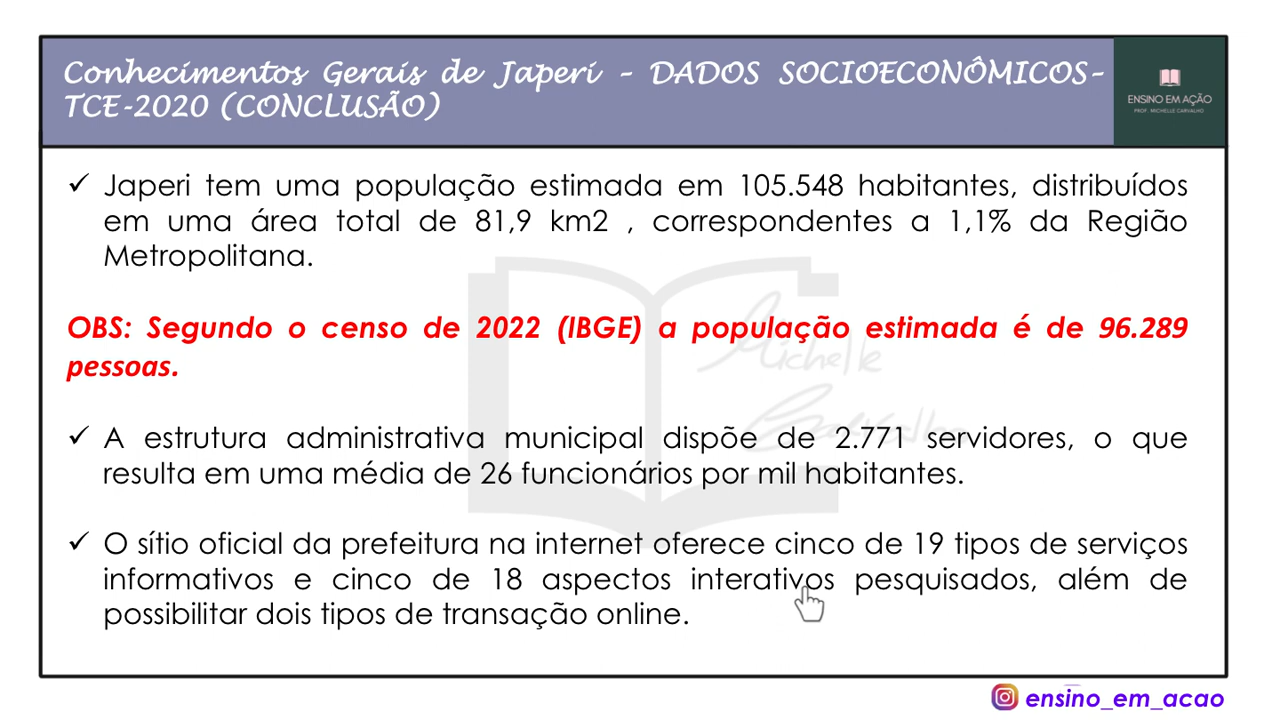 Conhecimentos Gerais de Japeri – DADOS SOCIOECONÔMICOS–
TCE-2020 (CONCLUSÃO)
ENSINO EM AÇÃO
PROF. MICHELLE CARVALHO
✓ Japeri tem uma população estimada em 105.548 habitantes, distribuídos
em uma área total de 81,9 km2 , correspondentes a 1,1% da Região
Metropolitana.
OBS: Segundo o censo de 2022 (IBGE) a população estimada é de 96.289
pessoas.
Michelle
Carvalho
✓ A estrutura administrativa municipal dispõe de 2.771 servidores, o que
resulta em uma média de 26 funcionários por mil habitantes.
✓ O sítio oficial da prefeitura na internet oferece cinco de 19 tipos de serviços
informativos e cinco de 18 aspectos interativos pesquisados, além de
possibilitar dois tipos de transação online.
ensino_em_acao